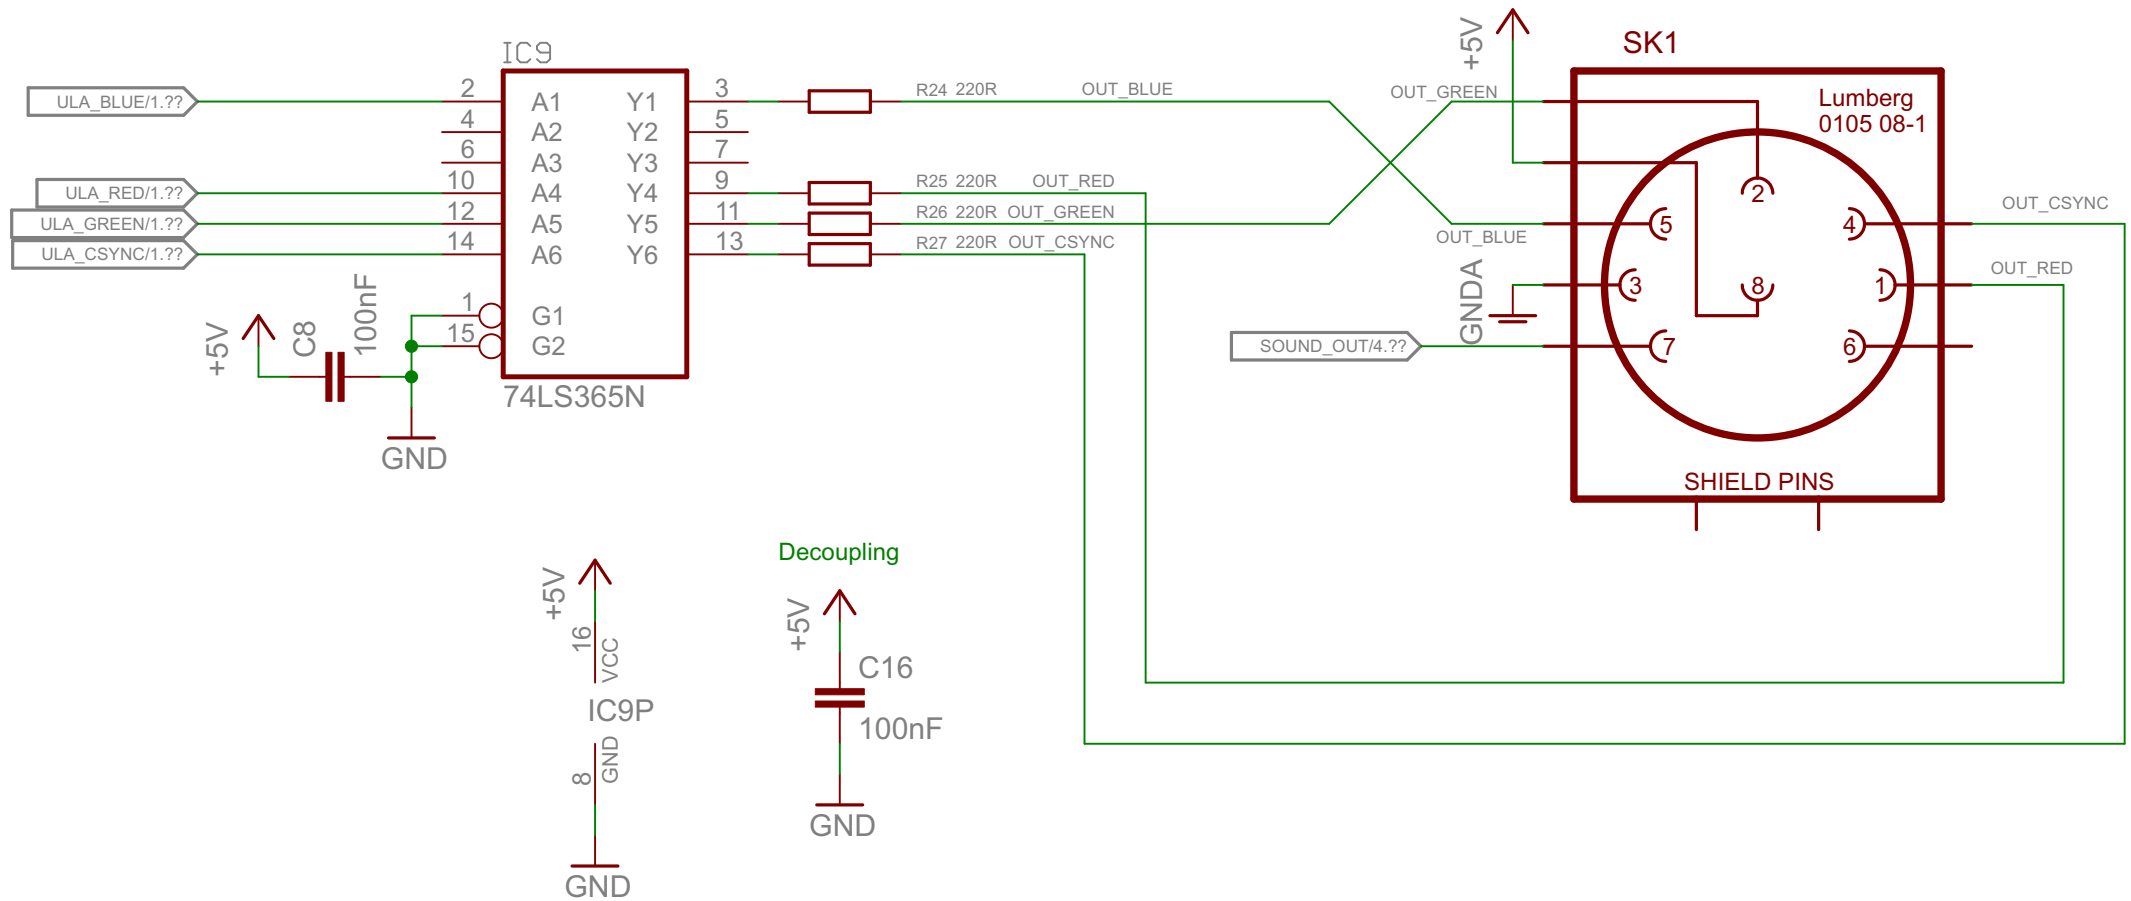 IC9
ULA_BLUE/1.??
ULA_RED/1.??
ULA_GREEN/1.??
ULA_CSYNC/1.??
2
4
6
10
12
14
1
15
A1
A2
A3
A4
A5
A6
G1
G2
Y1
Y2
Y3
Y4
Y5
Y6
3
5
7
9
11
13
74LS365N
+5V
C8
100nF
GND
R24 220R OUT_BLUE
R25 220R OUT_RED
R26 220R OUT_GREEN
R27 220R OUT_CSYNC
OUT_GREEN
OUT_BLUE
+5V
GNDA
SOUND_OUT/4.??
SK1
Lumberg
0105 08-1
2
5
4
3
8
1
7
6
SHIELD PINS
OUT_CSYNC
OUT_RED
+5V
16
VCC
IC9P
8
GND
GND
Decoupling
+5V
C16
100nF
GND